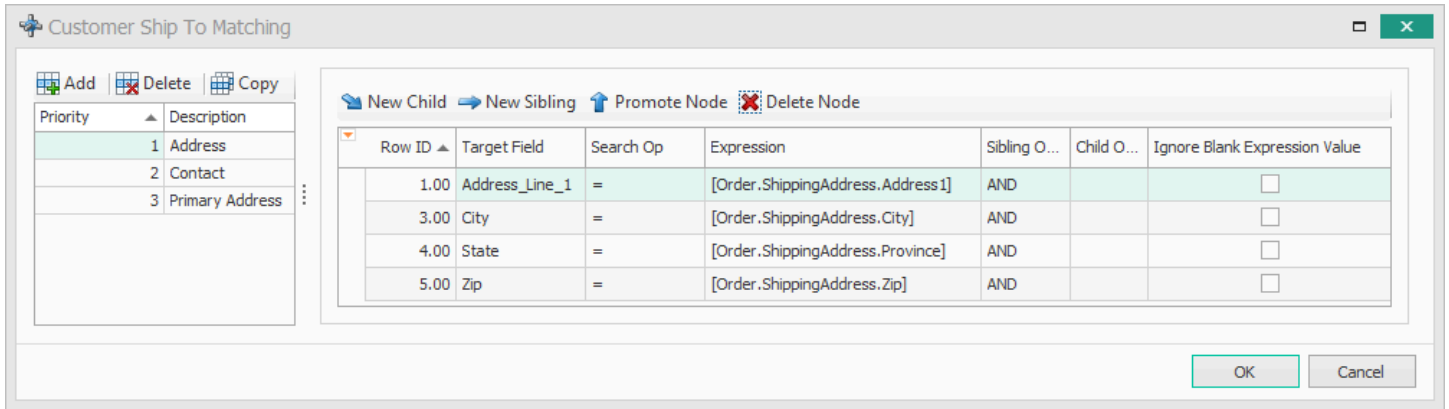 Customer Ship To Matching
Add Delete Copy
Priority Description
1 Address
2 Contact
3 Primary Address
New Child New Sibling Promote Node Delete Node
Row ID Target Field Search Op Expression Sibling O... Child O... Ignore Blank Expression Value
1.00 Address_Line_1 = [Order.ShippingAddress.Address1] AND
3.00 City = [Order.ShippingAddress.City] AND
4.00 State = [Order.ShippingAddress.Province] AND
5.00 Zip = [Order.ShippingAddress.Zip] AND
OK Cancel